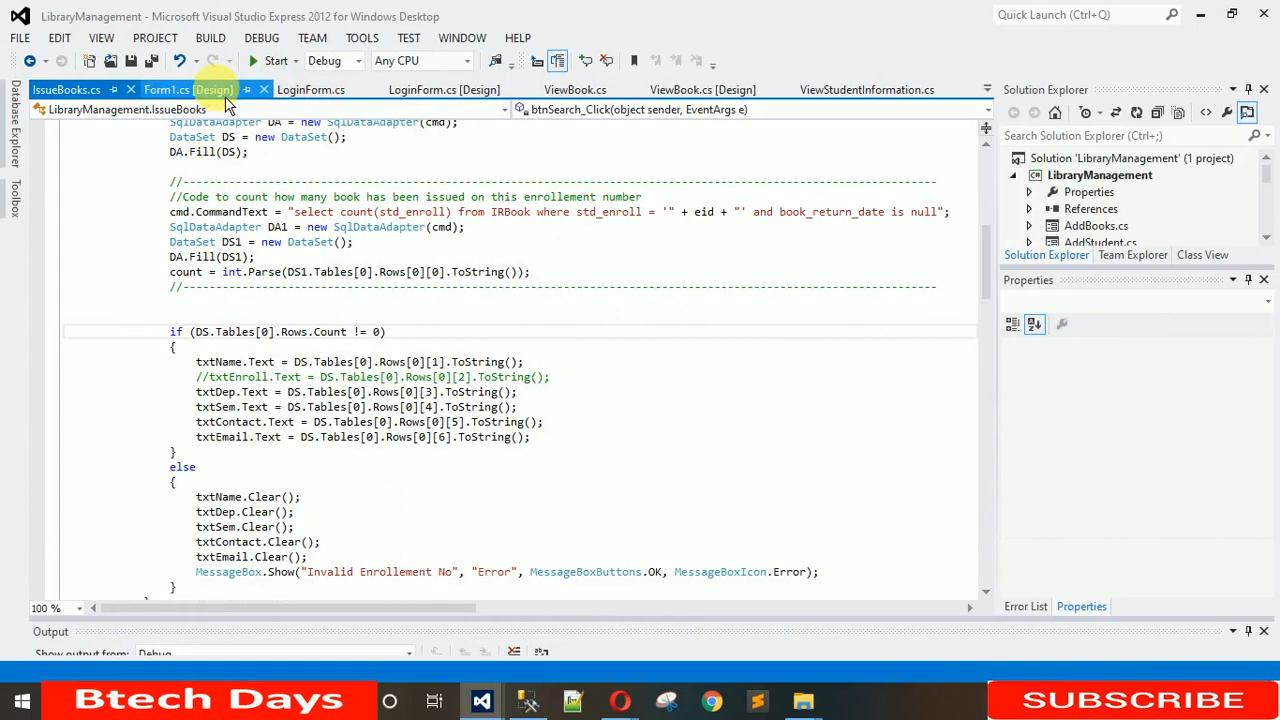 LibraryManagement - Microsoft Visual Studio Express 2012 for Windows Desktop
Quick Launch (Ctrl+Q)
FILE EDIT VIEW PROJECT BUILD DEBUG TEAM TOOLS TEST WINDOW HELP
Start Debug Any CPU
Database Explorer
Toolbox
IssueBooks.cs Form1.cs [Design] LoginForm.cs LoginForm.cs [Design] ViewBook.cs ViewBook.cs [Design] ViewStudentInformation.cs
LibraryManagement.IssueBooks btnSearch_Click(object sender, EventArgs e)
SqlDataAdapter DA = new SqlDataAdapter(cmd);
DataSet DS = new DataSet();
DA.Fill(DS);
//---------------------------------------------------------------------------------------
//Code to count how many book has been issued on this enrollement number
cmd.CommandText = "select count(std_enroll) from IRBook where std_enroll = '" + eid + "' and book_return_date is null";
SqlDataAdapter DA1 = new SqlDataAdapter(cmd);
DataSet DS1 = new DataSet();
DA.Fill(DS1);
count = int.Parse(DS1.Tables[0].Rows[0][0].ToString());
//---------------------------------------------------------------------------------------
if (DS.Tables[0].Rows.Count != 0)
{
txtName.Text = DS.Tables[0].Rows[0][1].ToString();
//txtEnroll.Text = DS.Tables[0].Rows[0][2].ToString();
txtDep.Text = DS.Tables[0].Rows[0][3].ToString();
txtSem.Text = DS.Tables[0].Rows[0][4].ToString();
txtContact.Text = DS.Tables[0].Rows[0][5].ToString();
txtEmail.Text = DS.Tables[0].Rows[0][6].ToString();
}
else
{
txtName.Clear();
txtDep.Clear();
txtSem.Clear();
txtContact.Clear();
txtEmail.Clear();
MessageBox.Show("Invalid Enrollement No", "Error", MessageBoxButtons.OK, MessageBoxIcon.Error);
}
100 %
Output
Show output from: Debug
Solution Explorer
Search Solution Explorer (Ctrl+;)
Solution 'LibraryManagement' (1 project)
LibraryManagement
Properties
References
AddBooks.cs
AddStudent.cs
Solution Explorer Team Explorer Class View
Properties
Error List Properties
Btech Days
SUBSCRIBE